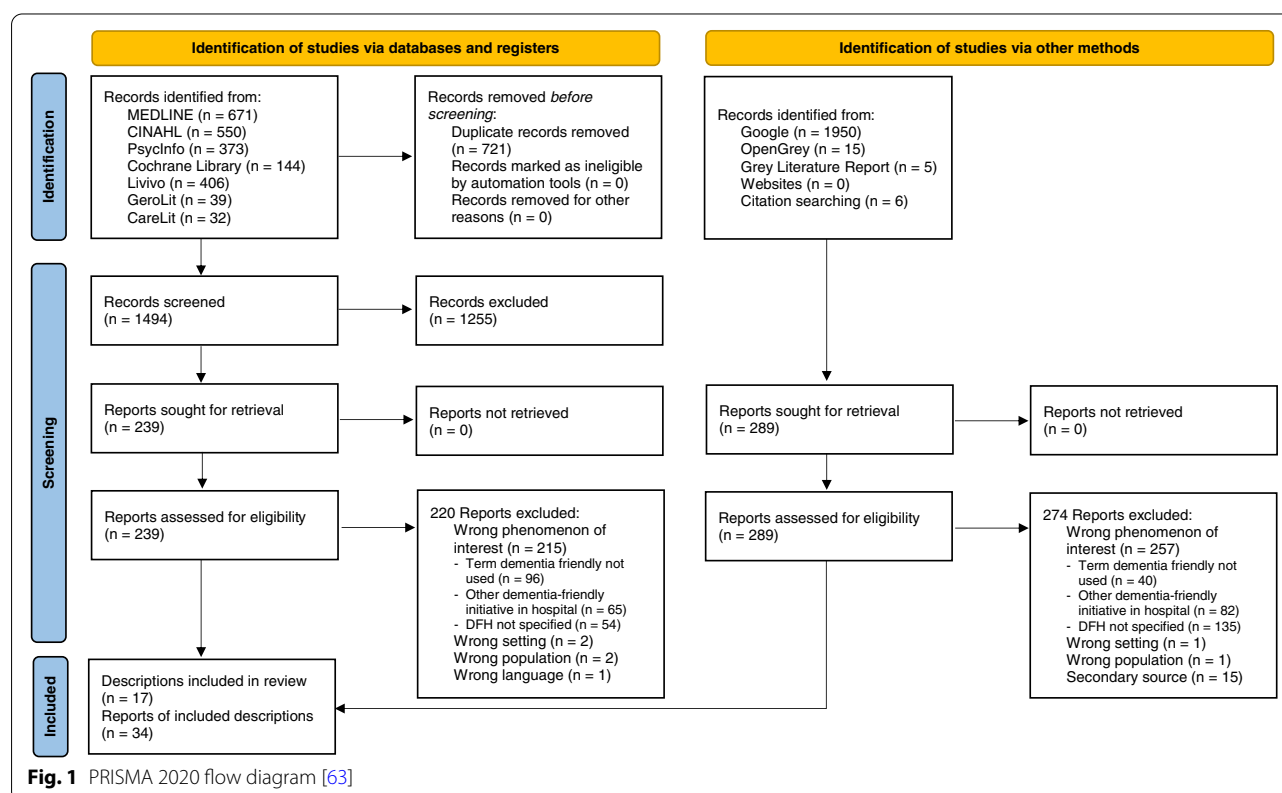 Identification of studies via databases and registers
Identification of studies via other methods
Identification
Records identified from:
MEDLINE (n = 671)
CINAHL (n = 550)
PsycInfo (n = 373)
Cochrane Library (n = 144)
Livivo (n = 406)
GeroLit (n = 39)
CareLit (n = 32)
Records removed before
screening:
Duplicate records removed
(n = 721)
Records marked as ineligible
by automation tools (n = 0)
Records removed for other
reasons (n = 0)
Records identified from:
Google (n = 1950)
OpenGrey (n = 15)
Grey Literature Report (n = 5)
Websites (n = 0)
Citation searching (n = 6)
Screening
Records screened
(n = 1494)
Records excluded
(n = 1255)
Reports sought for retrieval
(n = 239)
Reports not retrieved
(n = 0)
Reports sought for retrieval
(n = 289)
Reports not retrieved
(n = 0)
Reports assessed for eligibility
(n = 239)
220 Reports excluded:
Wrong phenomenon of
interest (n = 215)
- Term dementia friendly not
used (n = 96)
- Other dementia-friendly
initiative in hospital (n = 65)
- DFH not specified (n = 54)
Wrong setting (n = 2)
Wrong population (n = 2)
Wrong language (n = 1)
Reports assessed for eligibility
(n = 289)
274 Reports excluded:
Wrong phenomenon of
interest (n = 257)
- Term dementia friendly not
used (n = 40)
- Other dementia-friendly
initiative in hospital (n = 82)
- DFH not specified (n = 135)
Wrong setting (n = 1)
Wrong population (n = 1)
Secondary source (n = 15)
Included
Descriptions included in review
(n = 17)
Reports of included descriptions
(n = 34)
Fig. 1 PRISMA 2020 flow diagram [63]